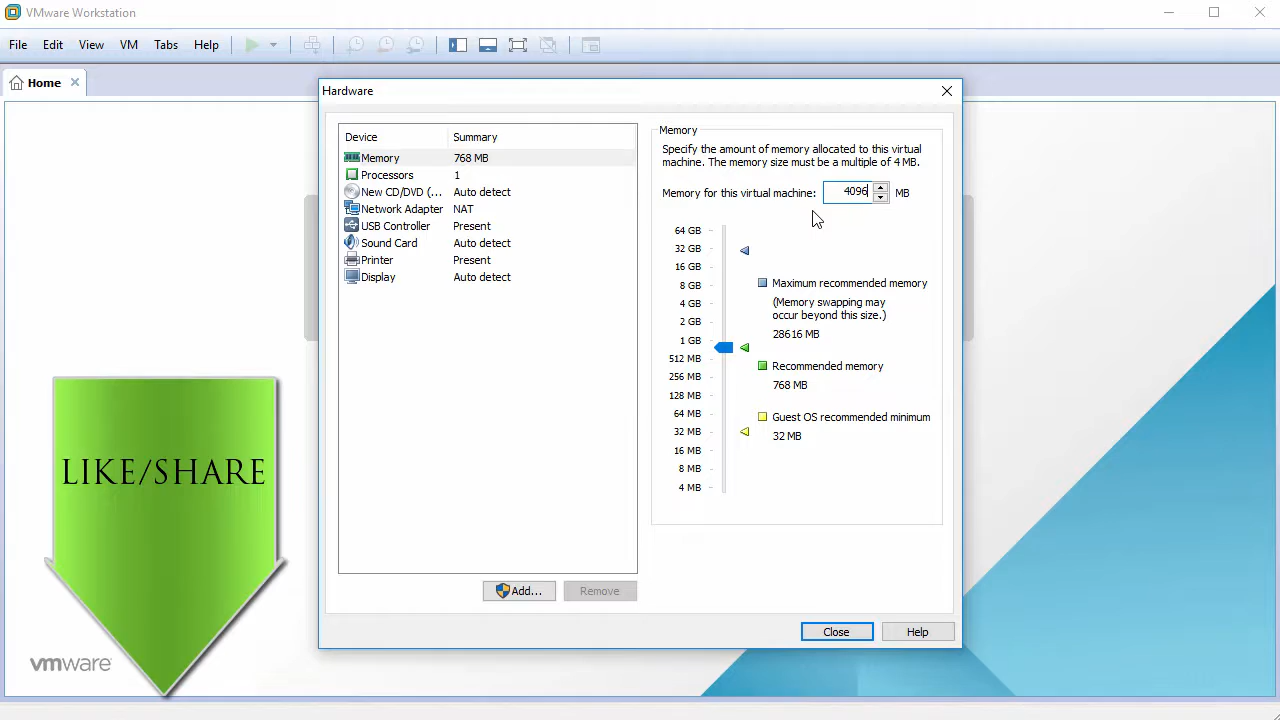 VMware Workstation
File Edit View VM Tabs Help
Home
Hardware
Device Summary
Memory 768 MB
Processors 1
New CD/DVD (... Auto detect
Network Adapter NAT
USB Controller Present
Sound Card Auto detect
Printer Present
Display Auto detect
Add... Remove
Memory
Specify the amount of memory allocated to this virtual
machine. The memory size must be a multiple of 4 MB.
Memory for this virtual machine: 4096 MB
64 GB
32 GB
16 GB
8 GB
4 GB
2 GB
1 GB
512 MB
256 MB
128 MB
64 MB
32 MB
16 MB
8 MB
4 MB
Maximum recommended memory
(Memory swapping may
occur beyond this size.)
28616 MB
Recommended memory
768 MB
Guest OS recommended minimum
32 MB
Close Help
LIKE/SHARE
vmware